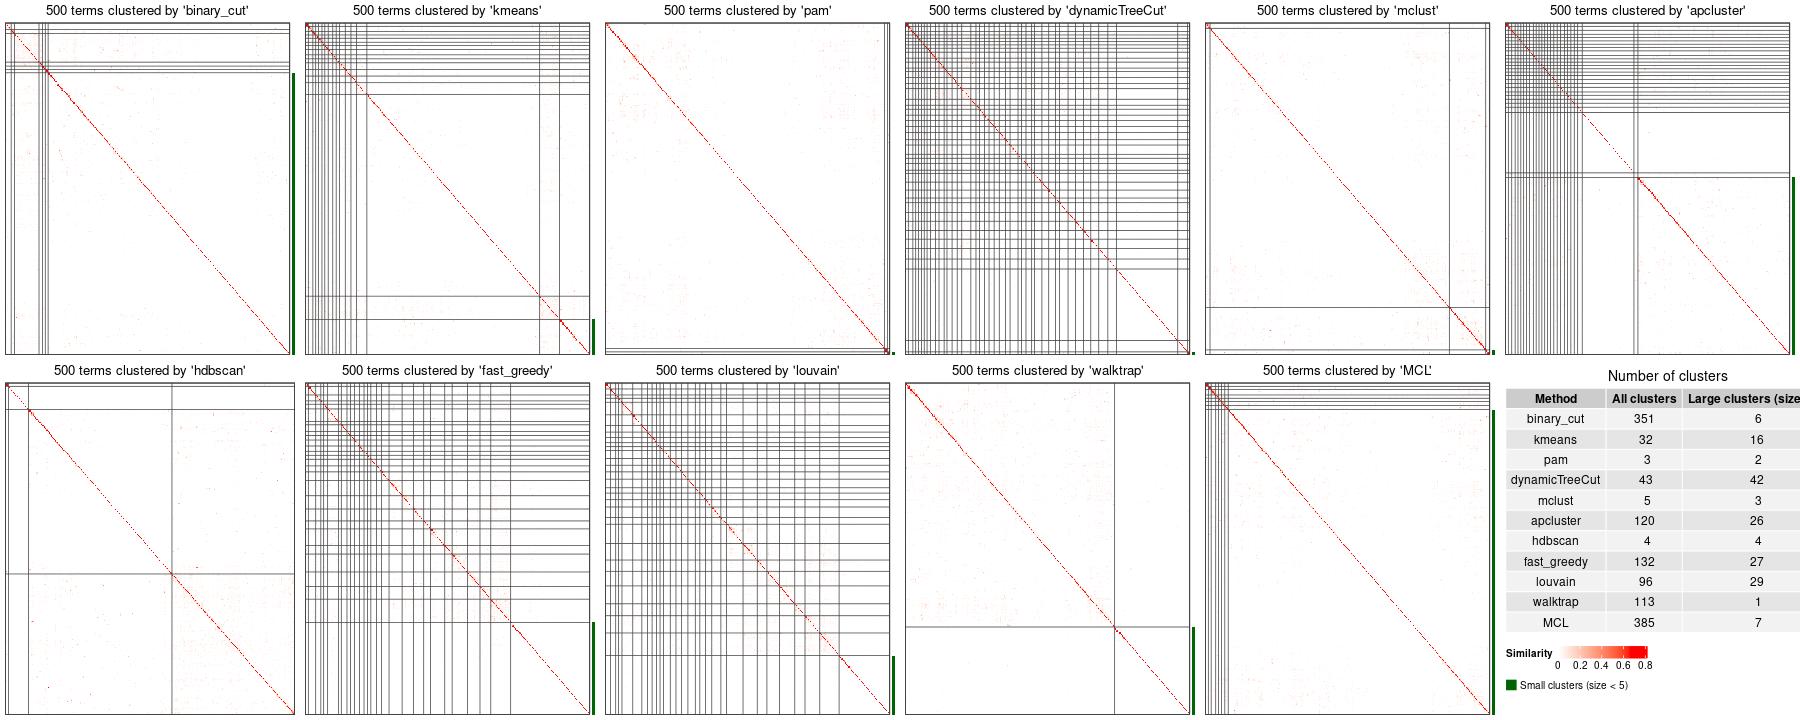 500 terms clustered by 'binary_cut'
500 terms clustered by 'kmeans'
500 terms clustered by 'pam'
500 terms clustered by 'dynamicTreeCut'
500 terms clustered by 'mclust'
500 terms clustered by 'apcluster'
500 terms clustered by 'hdbscan'
500 terms clustered by 'fast_greedy'
500 terms clustered by 'louvain'
500 terms clustered by 'walktrap'
500 terms clustered by 'MCL'
Number of clusters
Method All clusters Large clusters (size
binary_cut 351 6
kmeans 32 16
pam 3 2
dynamicTreeCut 43 42
mclust 5 3
apcluster 120 26
hdbscan 4 4
fast_greedy 132 27
louvain 96 29
walktrap 113 1
MCL 385 7
Similarity
0 0.2 0.4 0.6 0.8
Small clusters (size < 5)